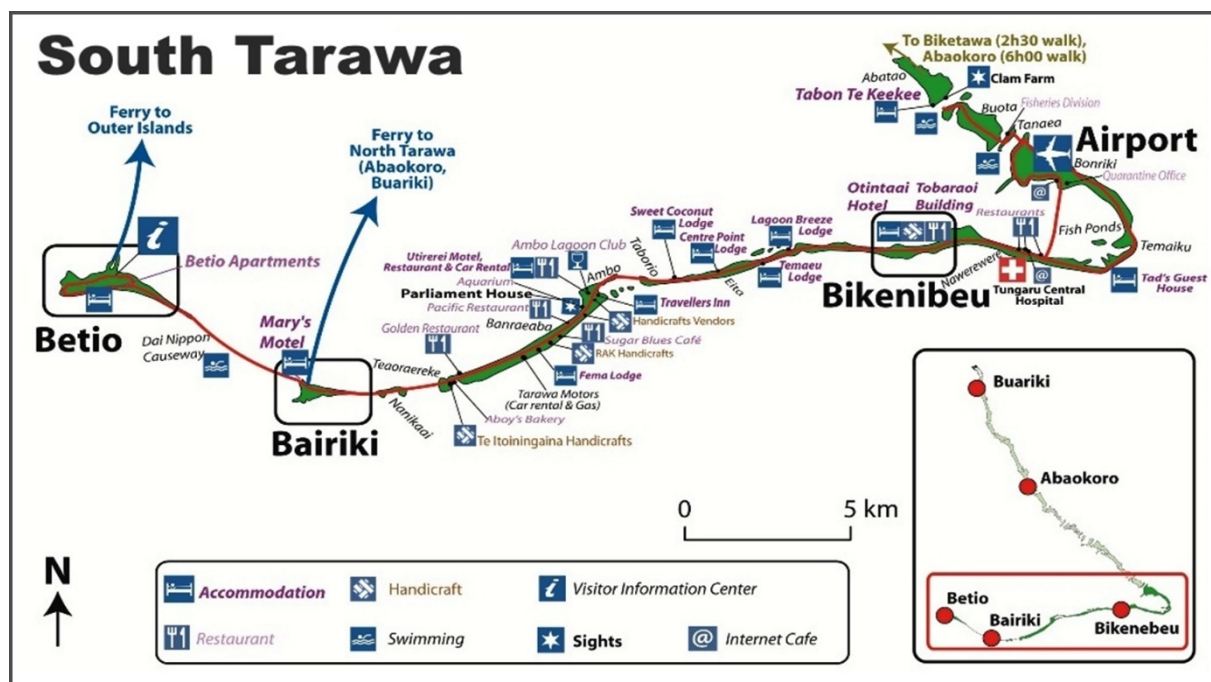 South Tarawa
To Biketawa (2h30 walk),
Abaokoro (6h00 walk)
Abatao
Clam Farm
Tabon Te Keekee
Buota
Fisheries Division
Tanaea
Airport
Bonriki
Quarantine Office
Ferry to
Outer Islands
Ferry to
North Tarawa
(Abaokoro,
Buariki)
Otintaai
Hotel
Tobaraoi
Building
Restaurants
Fish Ponds
Temaiku
Sweet Coconut
Lodge
Centre Point
Lodge
Lagoon Breeze
Lodge
Ambo Lagoon Club
Utirerei Motel,
Restaurant & Car Rental
Aquarium
Ambo
Taborio
Eita
Temaeu
Lodge
Nawerewere
Tungaru Central
Hospital
Tad's Guest
House
Bikenibeu
Betio Apartments
Betio
Parliament House
Pacific Restaurant
Travellers Inn
Handicrafts Vendors
Banraeaba
Sugar Blues Café
RAK Handicrafts
Golden Restaurant
Fema Lodge
Dai Nippon
Causeway
Mary's
Motel
Teaoraereke
Tarawa Motors
(Car rental & Gas)
Nanikaai
Aboy's Bakery
Te Itoiningaina Handicrafts
Bairiki
0 5 km
N
Accommodation
Handicraft
Visitor Information Center
Restaurant
Swimming
Sights
@ Internet Cafe
Buariki
Abaokoro
Betio
Bairiki
Bikenebeu